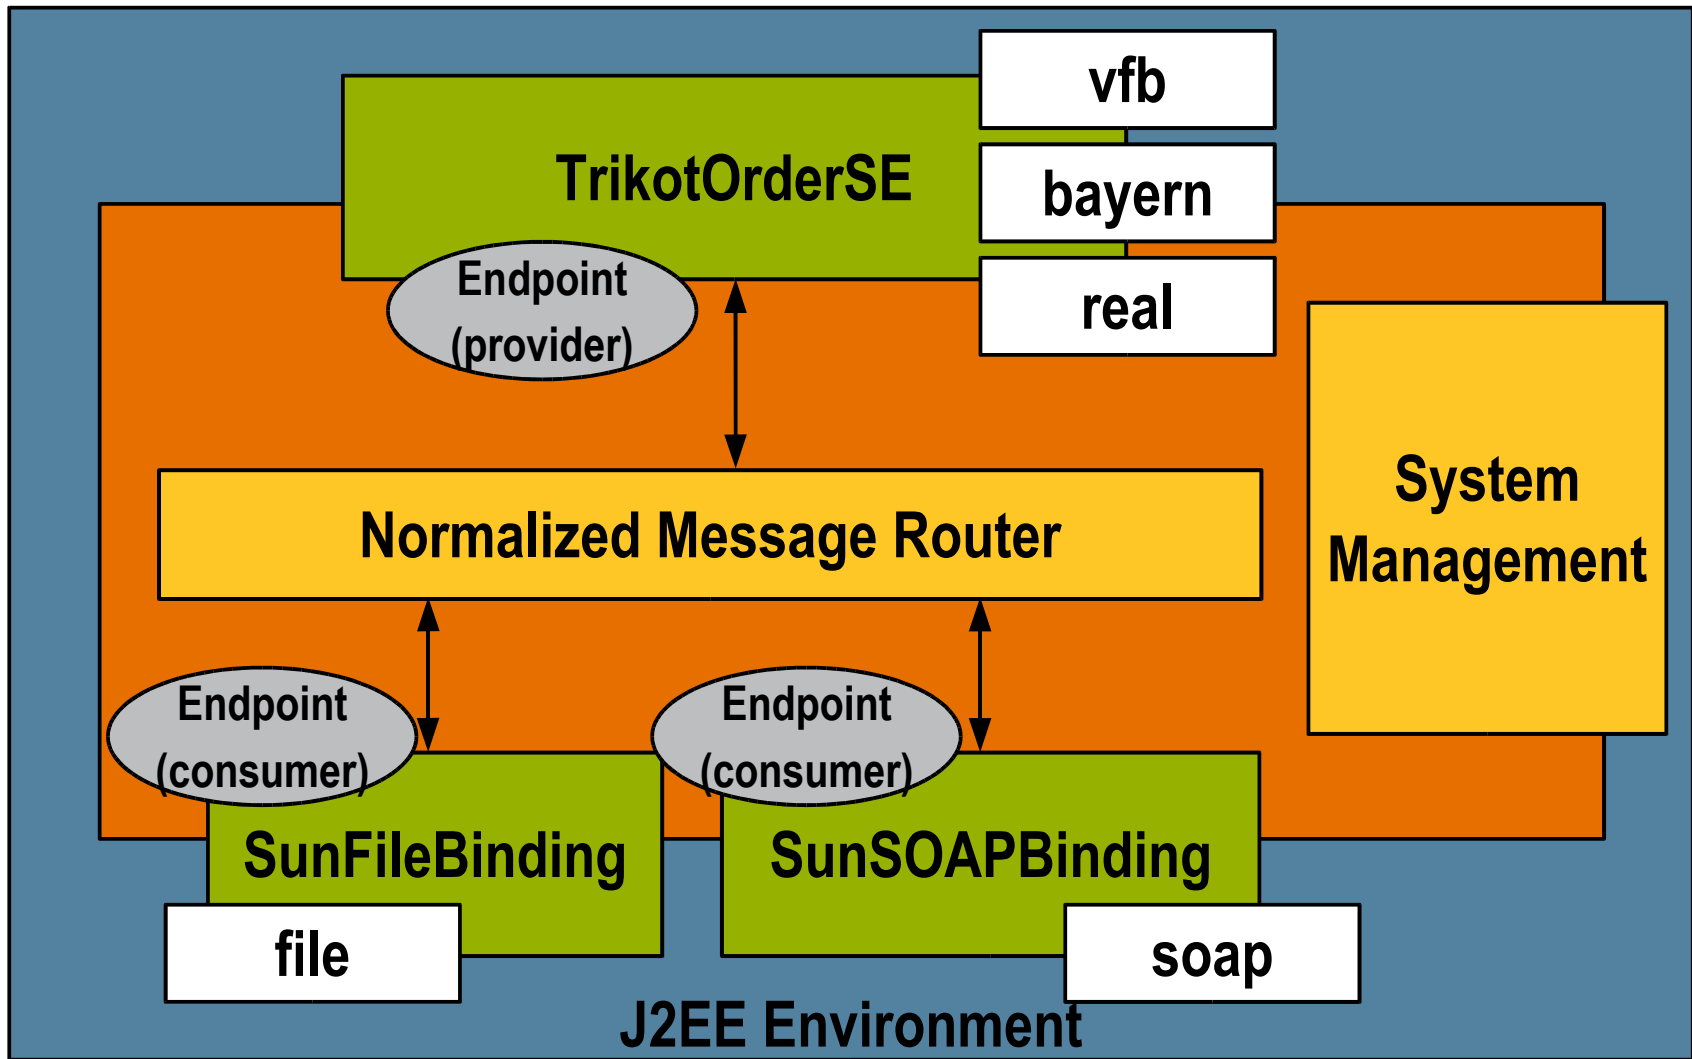 vfb
TrikotOrderSE
bayern
Endpoint
(provider)
real
System
Management
Normalized Message Router
Endpoint
(consumer)
Endpoint
(consumer)
SunFileBinding
SunSOAPBinding
file
soap
J2EE Environment